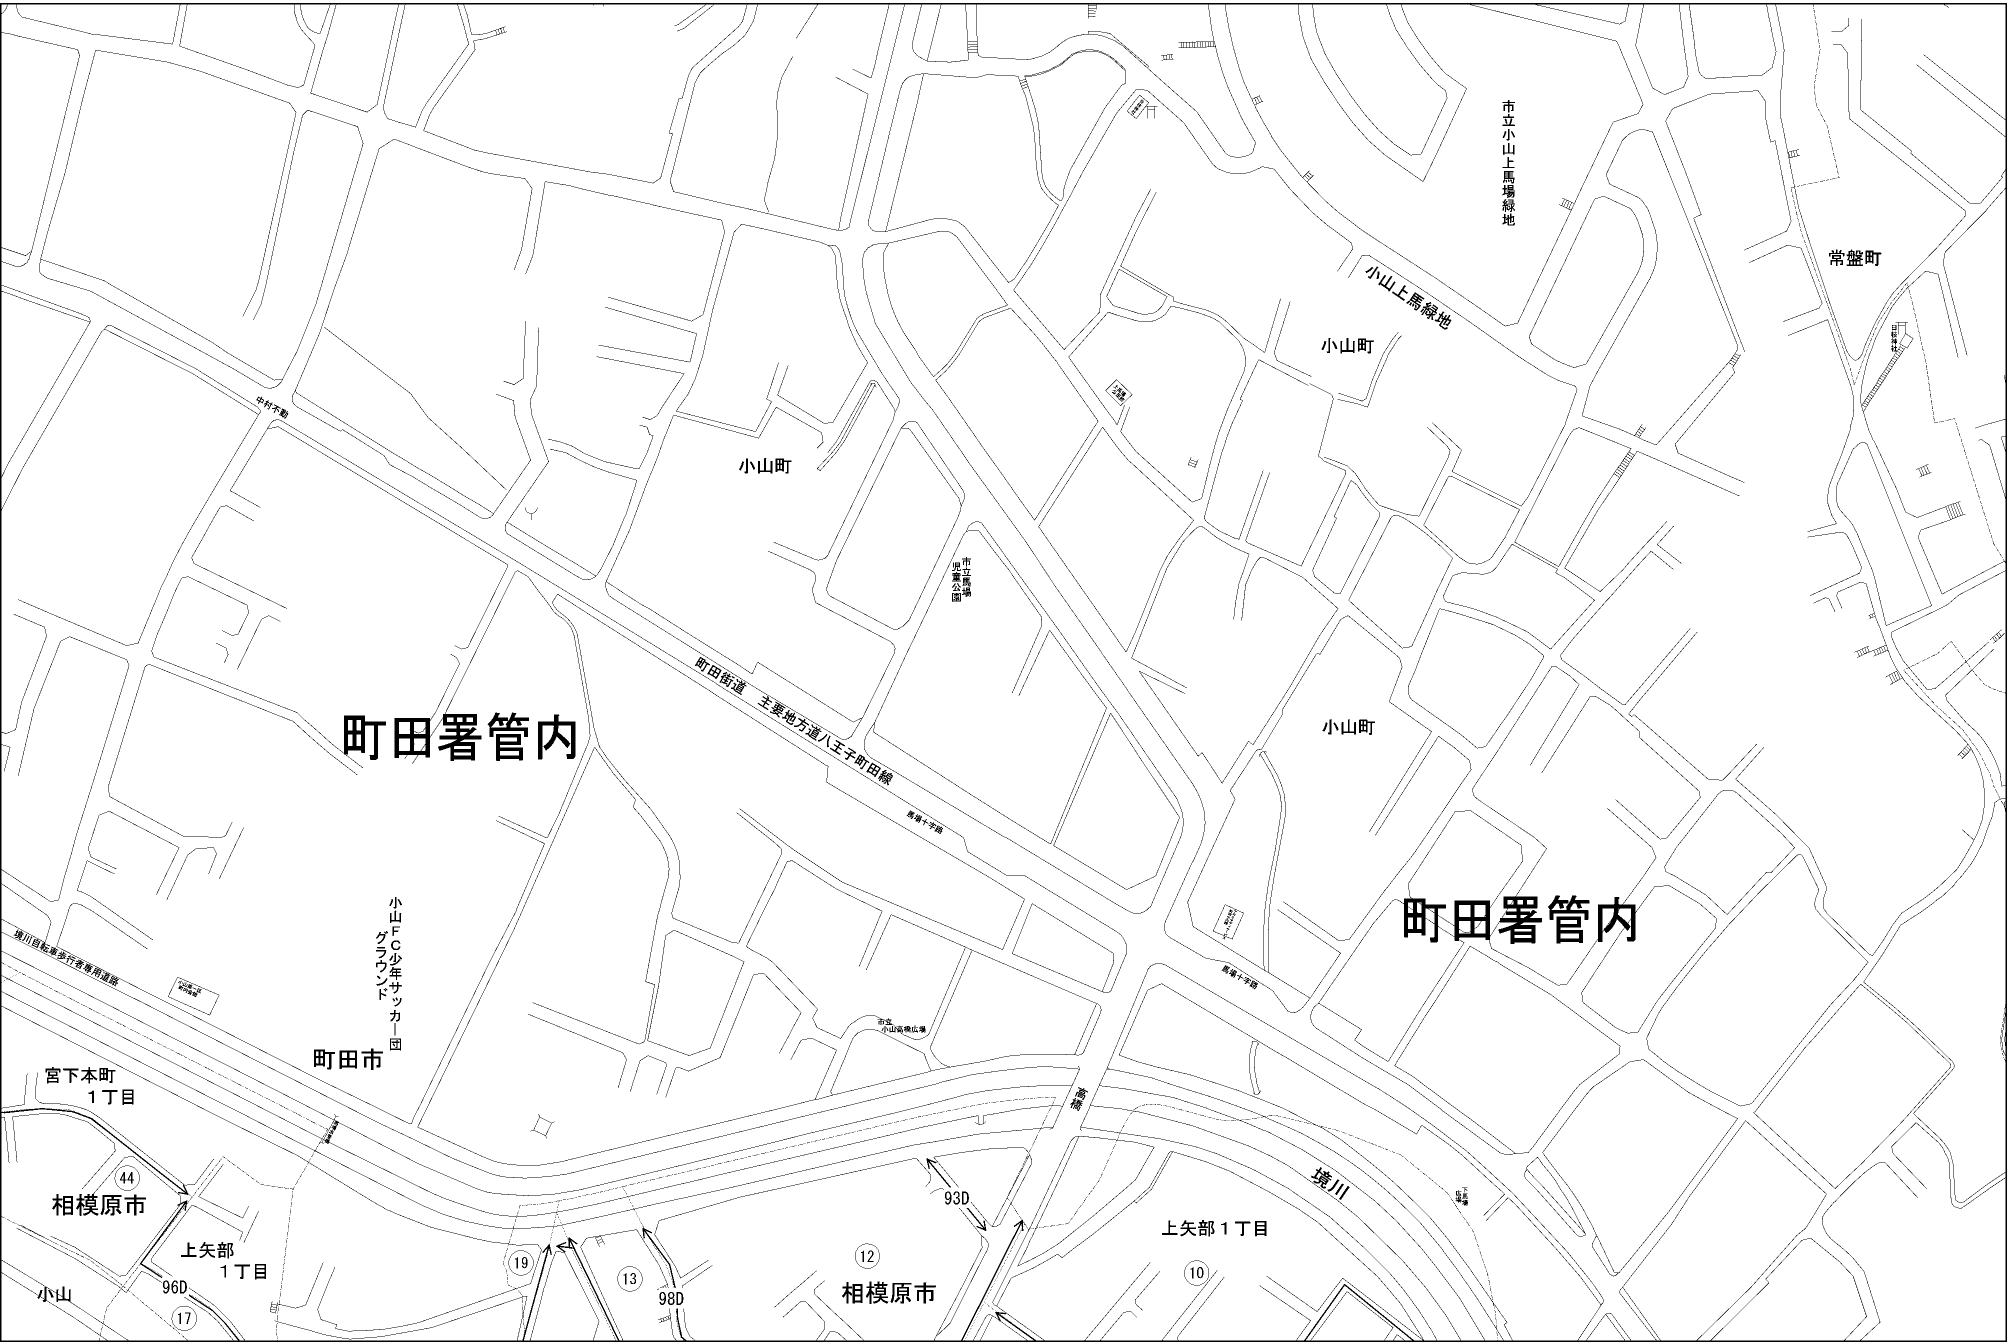 市立小山上馬場緑地
常盤町
小山上馬緑地
日枝神社
小山町
中村不動
小山町
市立馬場
児童公園
町田街道　主要地方道八王子町田線
町田署管内
小山町
馬場十字路
町田署管内
小山ＦＣ少年サッカー団
グラウンド
境川自転車歩行者専用道路
馬場十字路
市立
小山高橋広場
町田市
宮下本町
１丁目
高橋
44
相模原市
境川
下馬場
広場
93D
上矢部１丁目
上矢部
１丁目
19
13
12
10
96D
小山
98D
相模原市
17